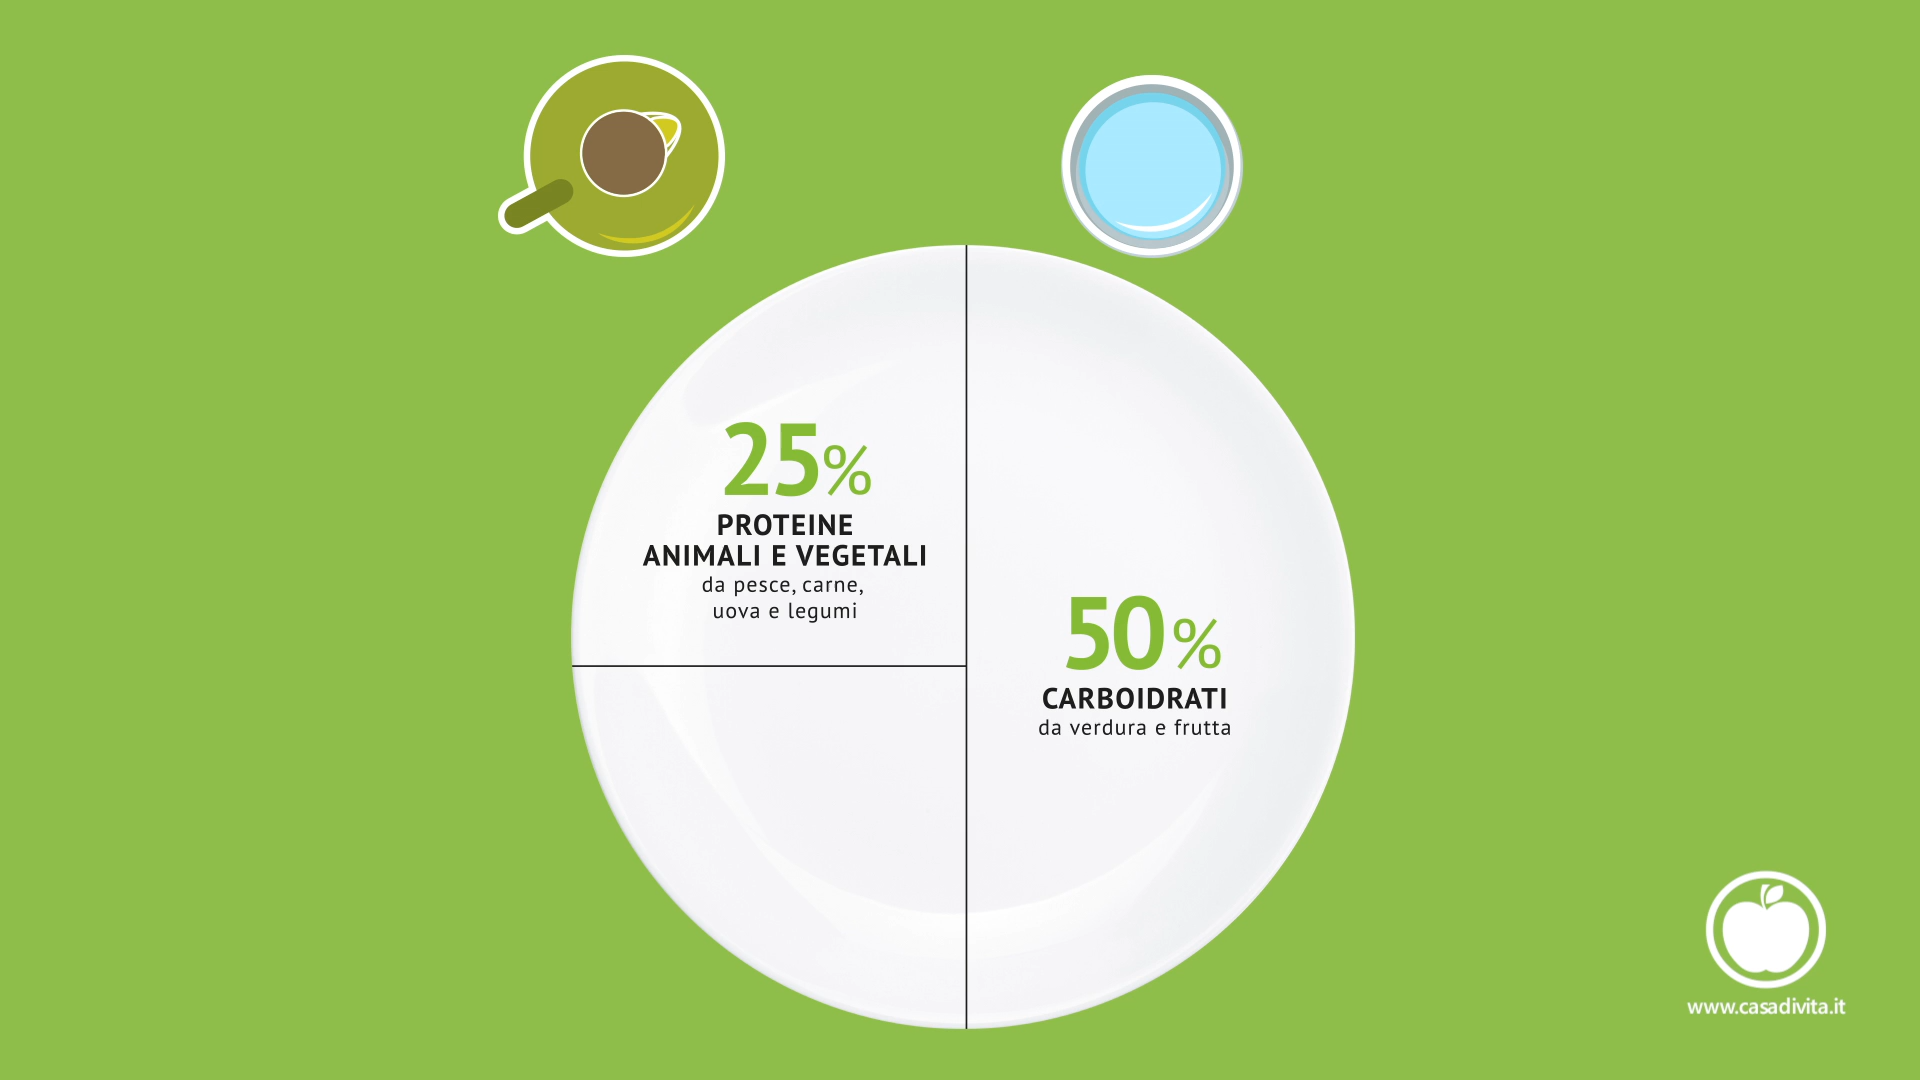 25%
PROTEINE
ANIMALI E VEGETALI
da pesce, carne,
uova e legumi
50%
CARBOIDRATI
da verdura e frutta
www.casadivita.it